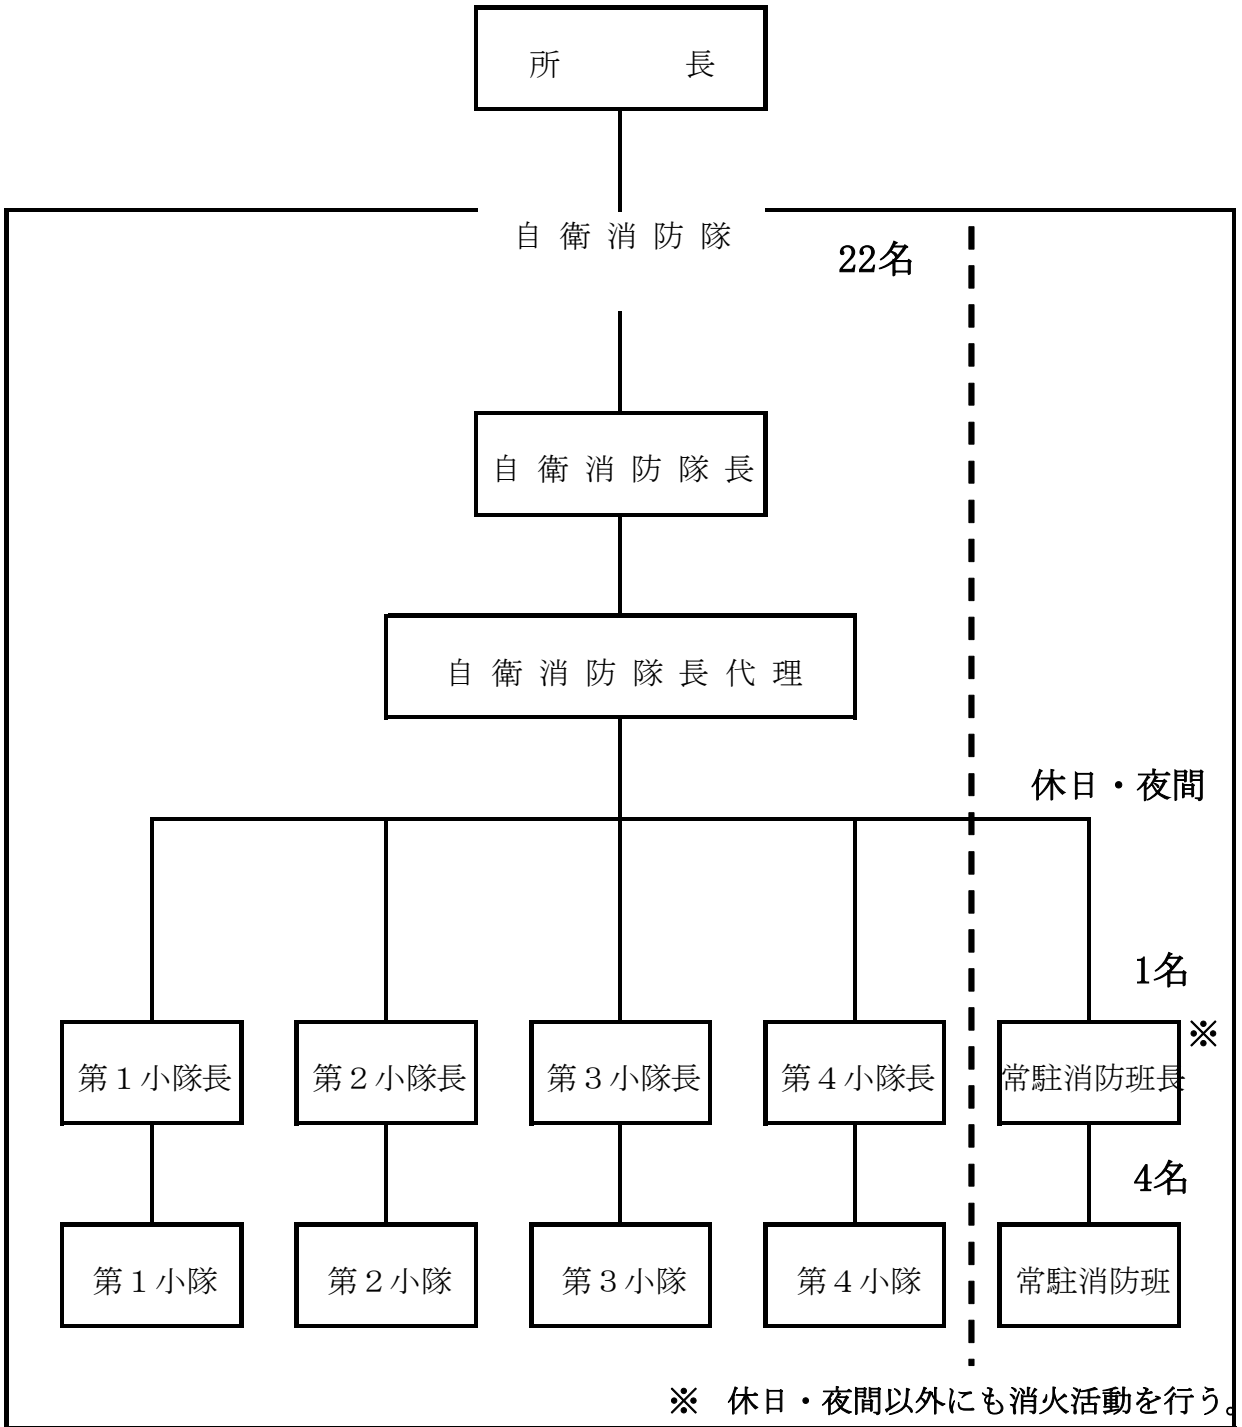 所長
自衛消防隊
22名
自衛消防隊長
自衛消防隊長代理
休日・夜間
1名
※
第１小隊長
第２小隊長
第３小隊長
第４小隊長
常駐消防班長
4名
第１小隊
第２小隊
第３小隊
第４小隊
常駐消防班
※ 休日・夜間以外にも消火活動を行う。